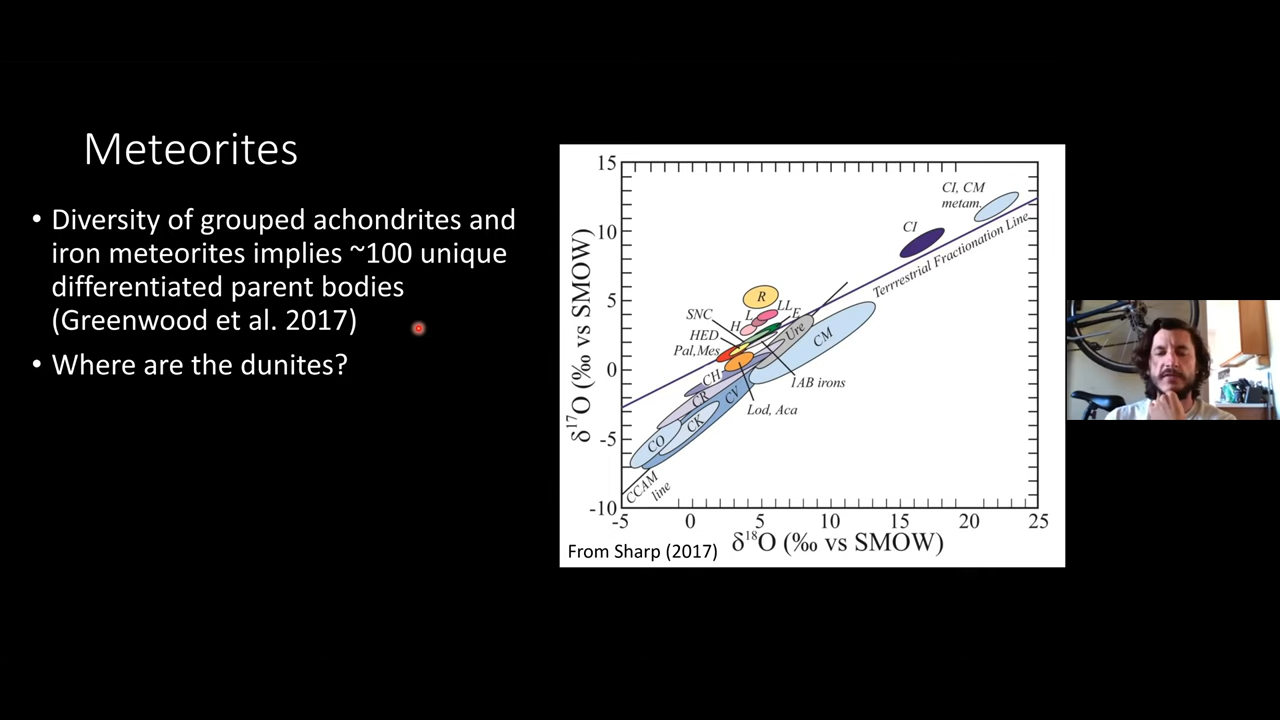 Meteorites
• Diversity of grouped achondrites and
iron meteorites implies ~100 unique
differentiated parent bodies
(Greenwood et al. 2017)
• Where are the dunites?
15
10
5
0
-5
-10
δ¹⁷O (‰ vs SMOW)
CI, CM
metam.
CI
Terrrestrial Fractionation Line
R
SNC
LL
L
E
H
HED
Ure
Pal,Mes
CM
CH
IAB irons
CR
CV
Lod, Aca
CK
CO
CCAM
line
-5
0
5
10
15
20
25
From Sharp (2017)
δ¹⁸O (‰ vs SMOW)